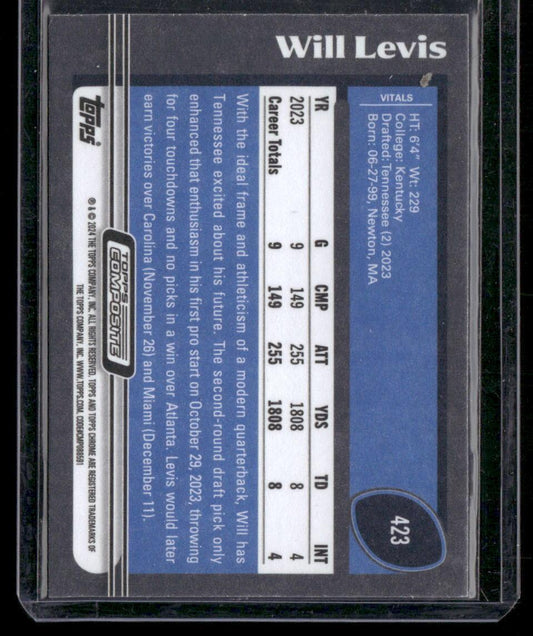 Will Levis
423
VITALS
HT: 6'4" Wt: 229
College: Kentucky
Drafted: Tennessee (2) 2023
Born: 06-27-99, Newton, MA
YR G CMP ATT YDS TD INT
2023 9 149 255 1808 8 4
Career Totals 9 149 255 1808 8 4
With the ideal frame and athleticism of a modern quarterback, Will has
Tennessee excited about his future. The second-round draft pick only
enhanced that enthusiasm in his first pro start on October 29, 2023, throwing
for four touchdowns and no picks in a win over Atlanta. Levis would later
earn victories over Carolina (November 26) and Miami (December 11).
TOPPS
COMPOSITE
topps
® & © 2024 THE TOPPS COMPANY, INC. ALL RIGHTS RESERVED. TOPPS AND TOPPS CHROME ARE REGISTERED TRADEMARKS OF
THE TOPPS COMPANY, INC. WWW.TOPPS.COM. CODE#CMP088591